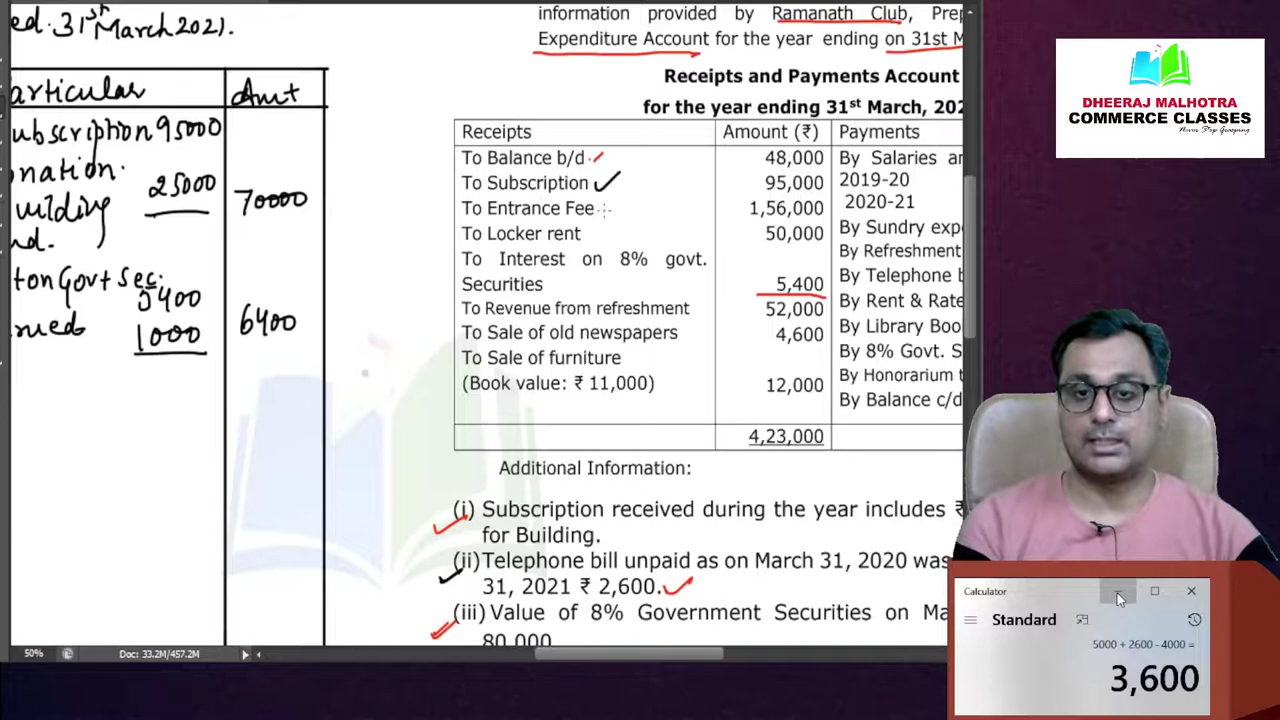 ed. 31st March 2021.
articular Amt
ubscription 95000
onation.
uilding 25000 70000
nd.
t on Govt Sec:
5400
rued 1000 6400
information provided by Ramanath Club, Prep
Expenditure Account for the year ending on 31st M
Receipts and Payments Account
for the year ending 31st March, 202
Receipts Amount (₹) Payments
To Balance b/d 48,000 By Salaries an
To Subscription 95,000 2019-20
To Entrance Fee 1,56,000 2020-21
To Locker rent 50,000 By Sundry expe
To Interest on 8% govt. By Refreshment
Securities 5,400 By Telephone b
To Revenue from refreshment 52,000 By Rent & Rate
To Sale of old newspapers 4,600 By Library Boo
To Sale of furniture By 8% Govt. S
(Book value: ₹ 11,000) 12,000 By Honorarium t
By Balance c/d
4,23,000
Additional Information:
(i) Subscription received during the year includes ₹
for Building.
(ii) Telephone bill unpaid as on March 31, 2020 was
31, 2021 ₹ 2,600.
(iii) Value of 8% Government Securities on Ma
80,000
50% Doc: 33.2M/457.2M
DHEERAJ MALHOTRA
COMMERCE CLASSES
Never Stop Grasping
Calculator
Standard
5000 + 2600 - 4000 =
3,600